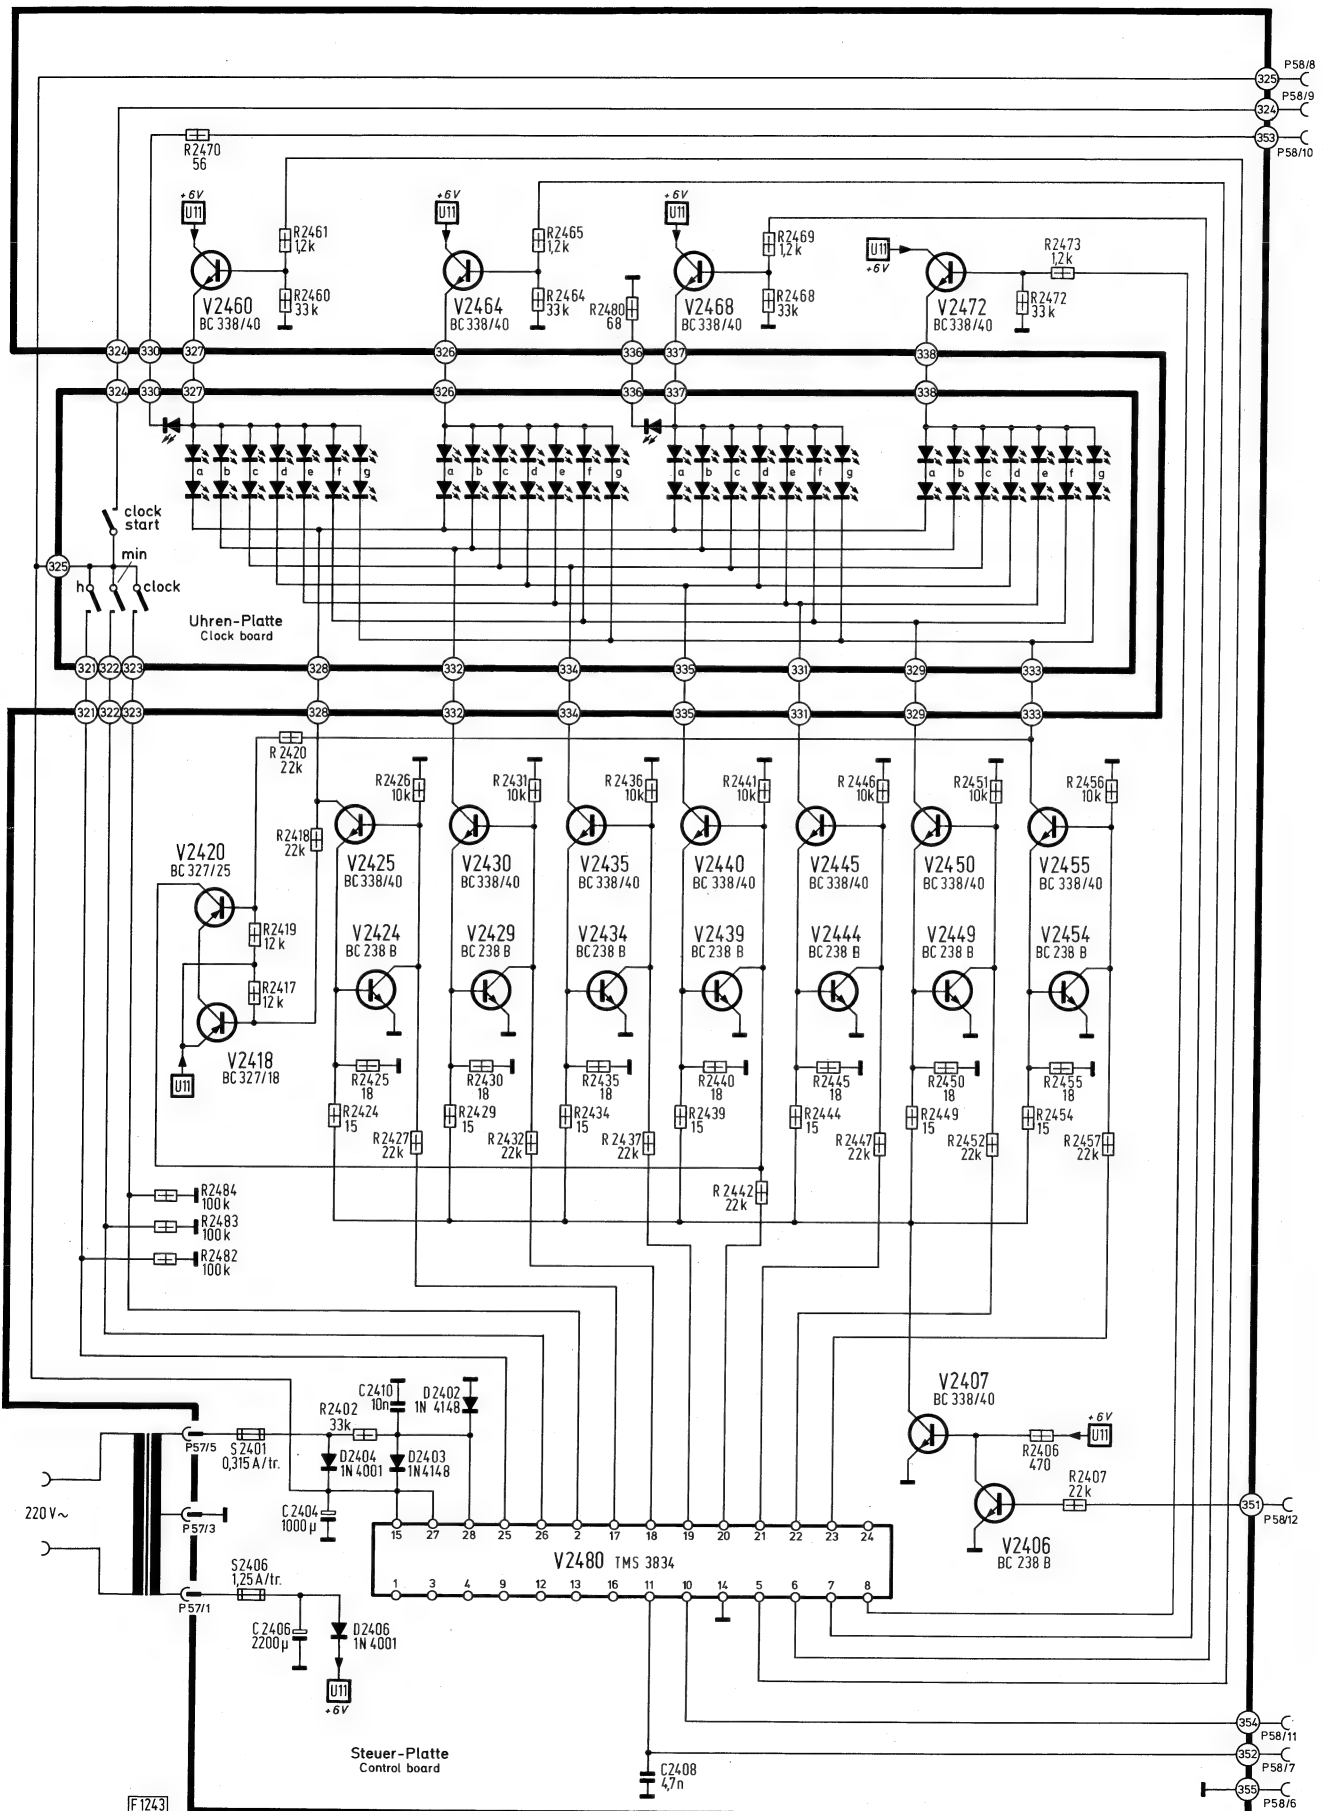 P58/8
325
P58/9
324
353
P58/10
R2470
56
+6V
U11
R2461
1,2k
R2460
33k
V2460
BC 338/40
+6V
U11
R2465
1,2k
R2464
33k
V2464
BC 338/40
R2480
68
+6V
U11
R2469
1,2k
R2468
33k
V2468
BC 338/40
U11
+6V
R2473
1,2k
R2472
33k
V2472
BC 338/40
324 330 327 326 336 337 338
324 330 327 326 336 337 338
a b c d e f g
a b c d e f g
a b c d e f g
a b c d e f g
clock
start
min
325
h
clock
Uhren-Platte
Clock board
321 322 323 328 332 334 335 331 329 333
321 322 323 328 332 334 335 331 329 333
R2420
22k
R2418
22k
R2426
10k
R2431
10k
R2436
10k
R2441
10k
R2446
10k
R2451
10k
R2456
10k
V2420
BC 327/25
V2425
BC 338/40
V2430
BC 338/40
V2435
BC 338/40
V2440
BC 338/40
V2445
BC 338/40
V2450
BC 338/40
V2455
BC 338/40
R2419
12k
R2417
12k
V2424
BC 238 B
V2429
BC 238 B
V2434
BC 238 B
V2439
BC 238 B
V2444
BC 238 B
V2449
BC 238 B
V2454
BC 238 B
V2418
BC 327/18
U11
R2425
18
R2430
18
R2435
18
R2440
18
R2445
18
R2450
18
R2455
18
R2424
15
R2429
15
R2434
15
R2439
15
R2444
15
R2449
15
R2454
15
R2427
22k
R2432
22k
R2437
22k
R2442
22k
R2447
22k
R2452
22k
R2457
22k
R2484
100k
R2483
100k
R2482
100k
C2410
10n
D2402
1N 4148
R2402
33k
V2407
BC 338/40
+6V
U11
R2406
470
P57/5
S2401
0,315 A/tr.
D2404
1N 4001
D2403
1N4148
R2407
22k
351
P58/12
220 V~
P57/3
C2404
1000µ
V2406
BC 238 B
15 27 28 25 26 2 17 18 19 20 21 22 23 24
V2480 TMS 3834
1 3 4 9 12 13 16 11 10 14 5 6 7 8
S2406
1,25 A/tr.
P57/1
C2406
2200µ
D2406
1N 4001
U11
+6V
354
P58/11
352
P58/7
355
P58/6
Steuer-Platte
Control board
C2408
4,7n
F1243